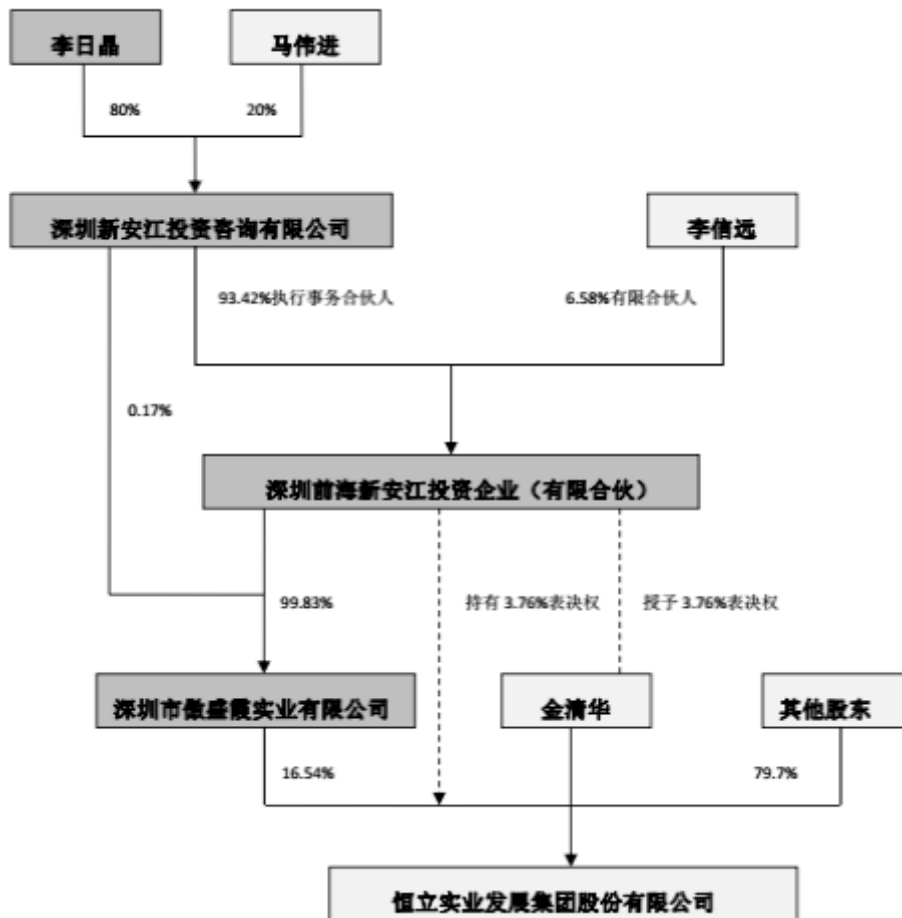 李日晶
马伟进
80%
20%
深圳新安江投资咨询有限公司
李信远
93.42%执行事务合伙人
6.58%有限合伙人
0.17%
深圳前海新安江投资企业（有限合伙）
99.83%
持有 3.76%表决权
授予 3.76%表决权
深圳市傲盛霞实业有限公司
金清华
其他股东
16.54%
79.7%
恒立实业发展集团股份有限公司